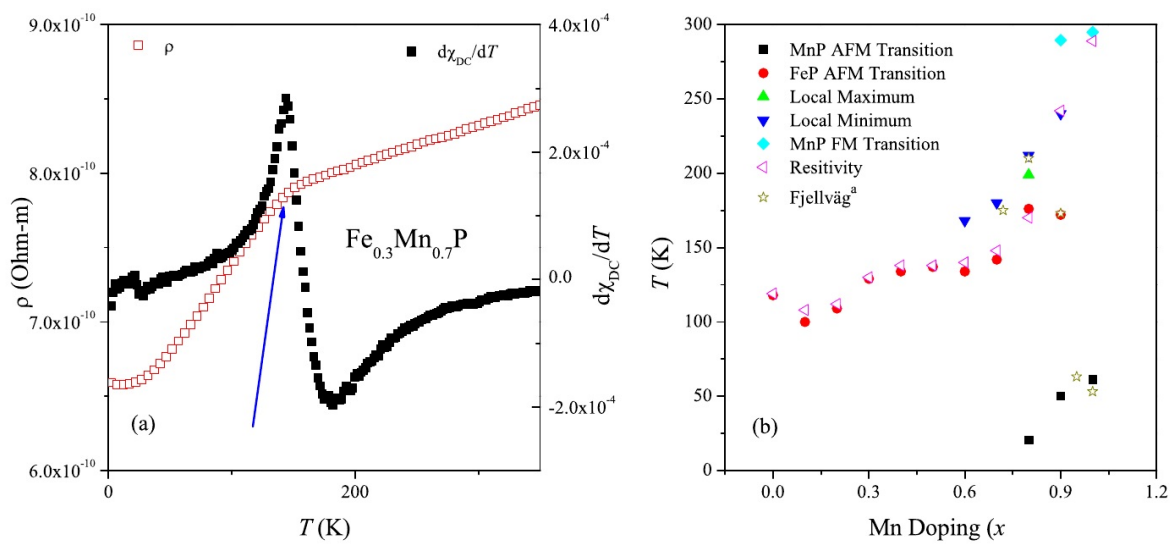 9.0x10-10
8.0x10-10
7.0x10-10
6.0x10-10
ρ (Ohm-m)
ρ
dχDC/dT
Fe0.3Mn0.7P
(a)
0
200
T (K)
4.0x10-4
2.0x10-4
0.0
-2.0x10-4
dχDC/dT
300
250
200
150
100
50
0
T (K)
MnP AFM Transition
FeP AFM Transition
Local Maximum
Local Minimum
MnP FM Transition
Resitivity
Fjellväga
(b)
0.0
0.3
0.6
0.9
1.2
Mn Doping (x